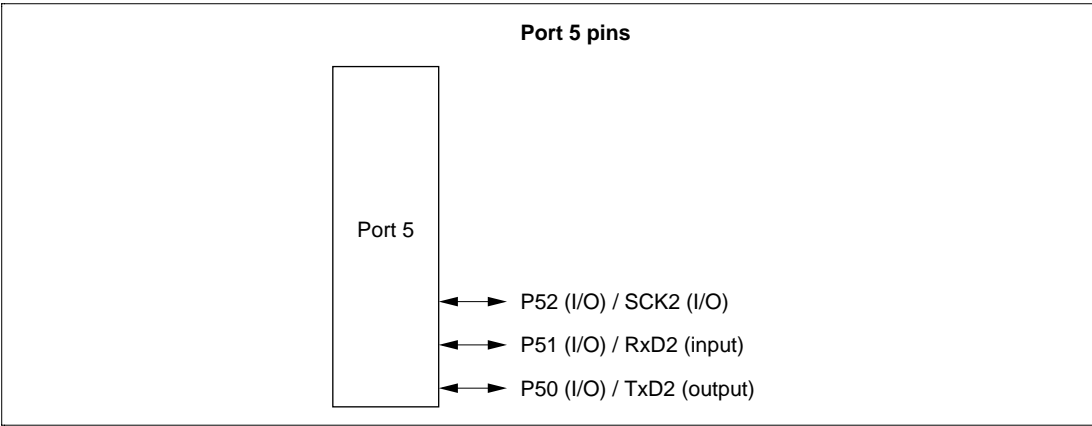 Port 5 pins
Port 5
P52 (I/O) / SCK2 (I/O)
P51 (I/O) / RxD2 (input)
P50 (I/O) / TxD2 (output)